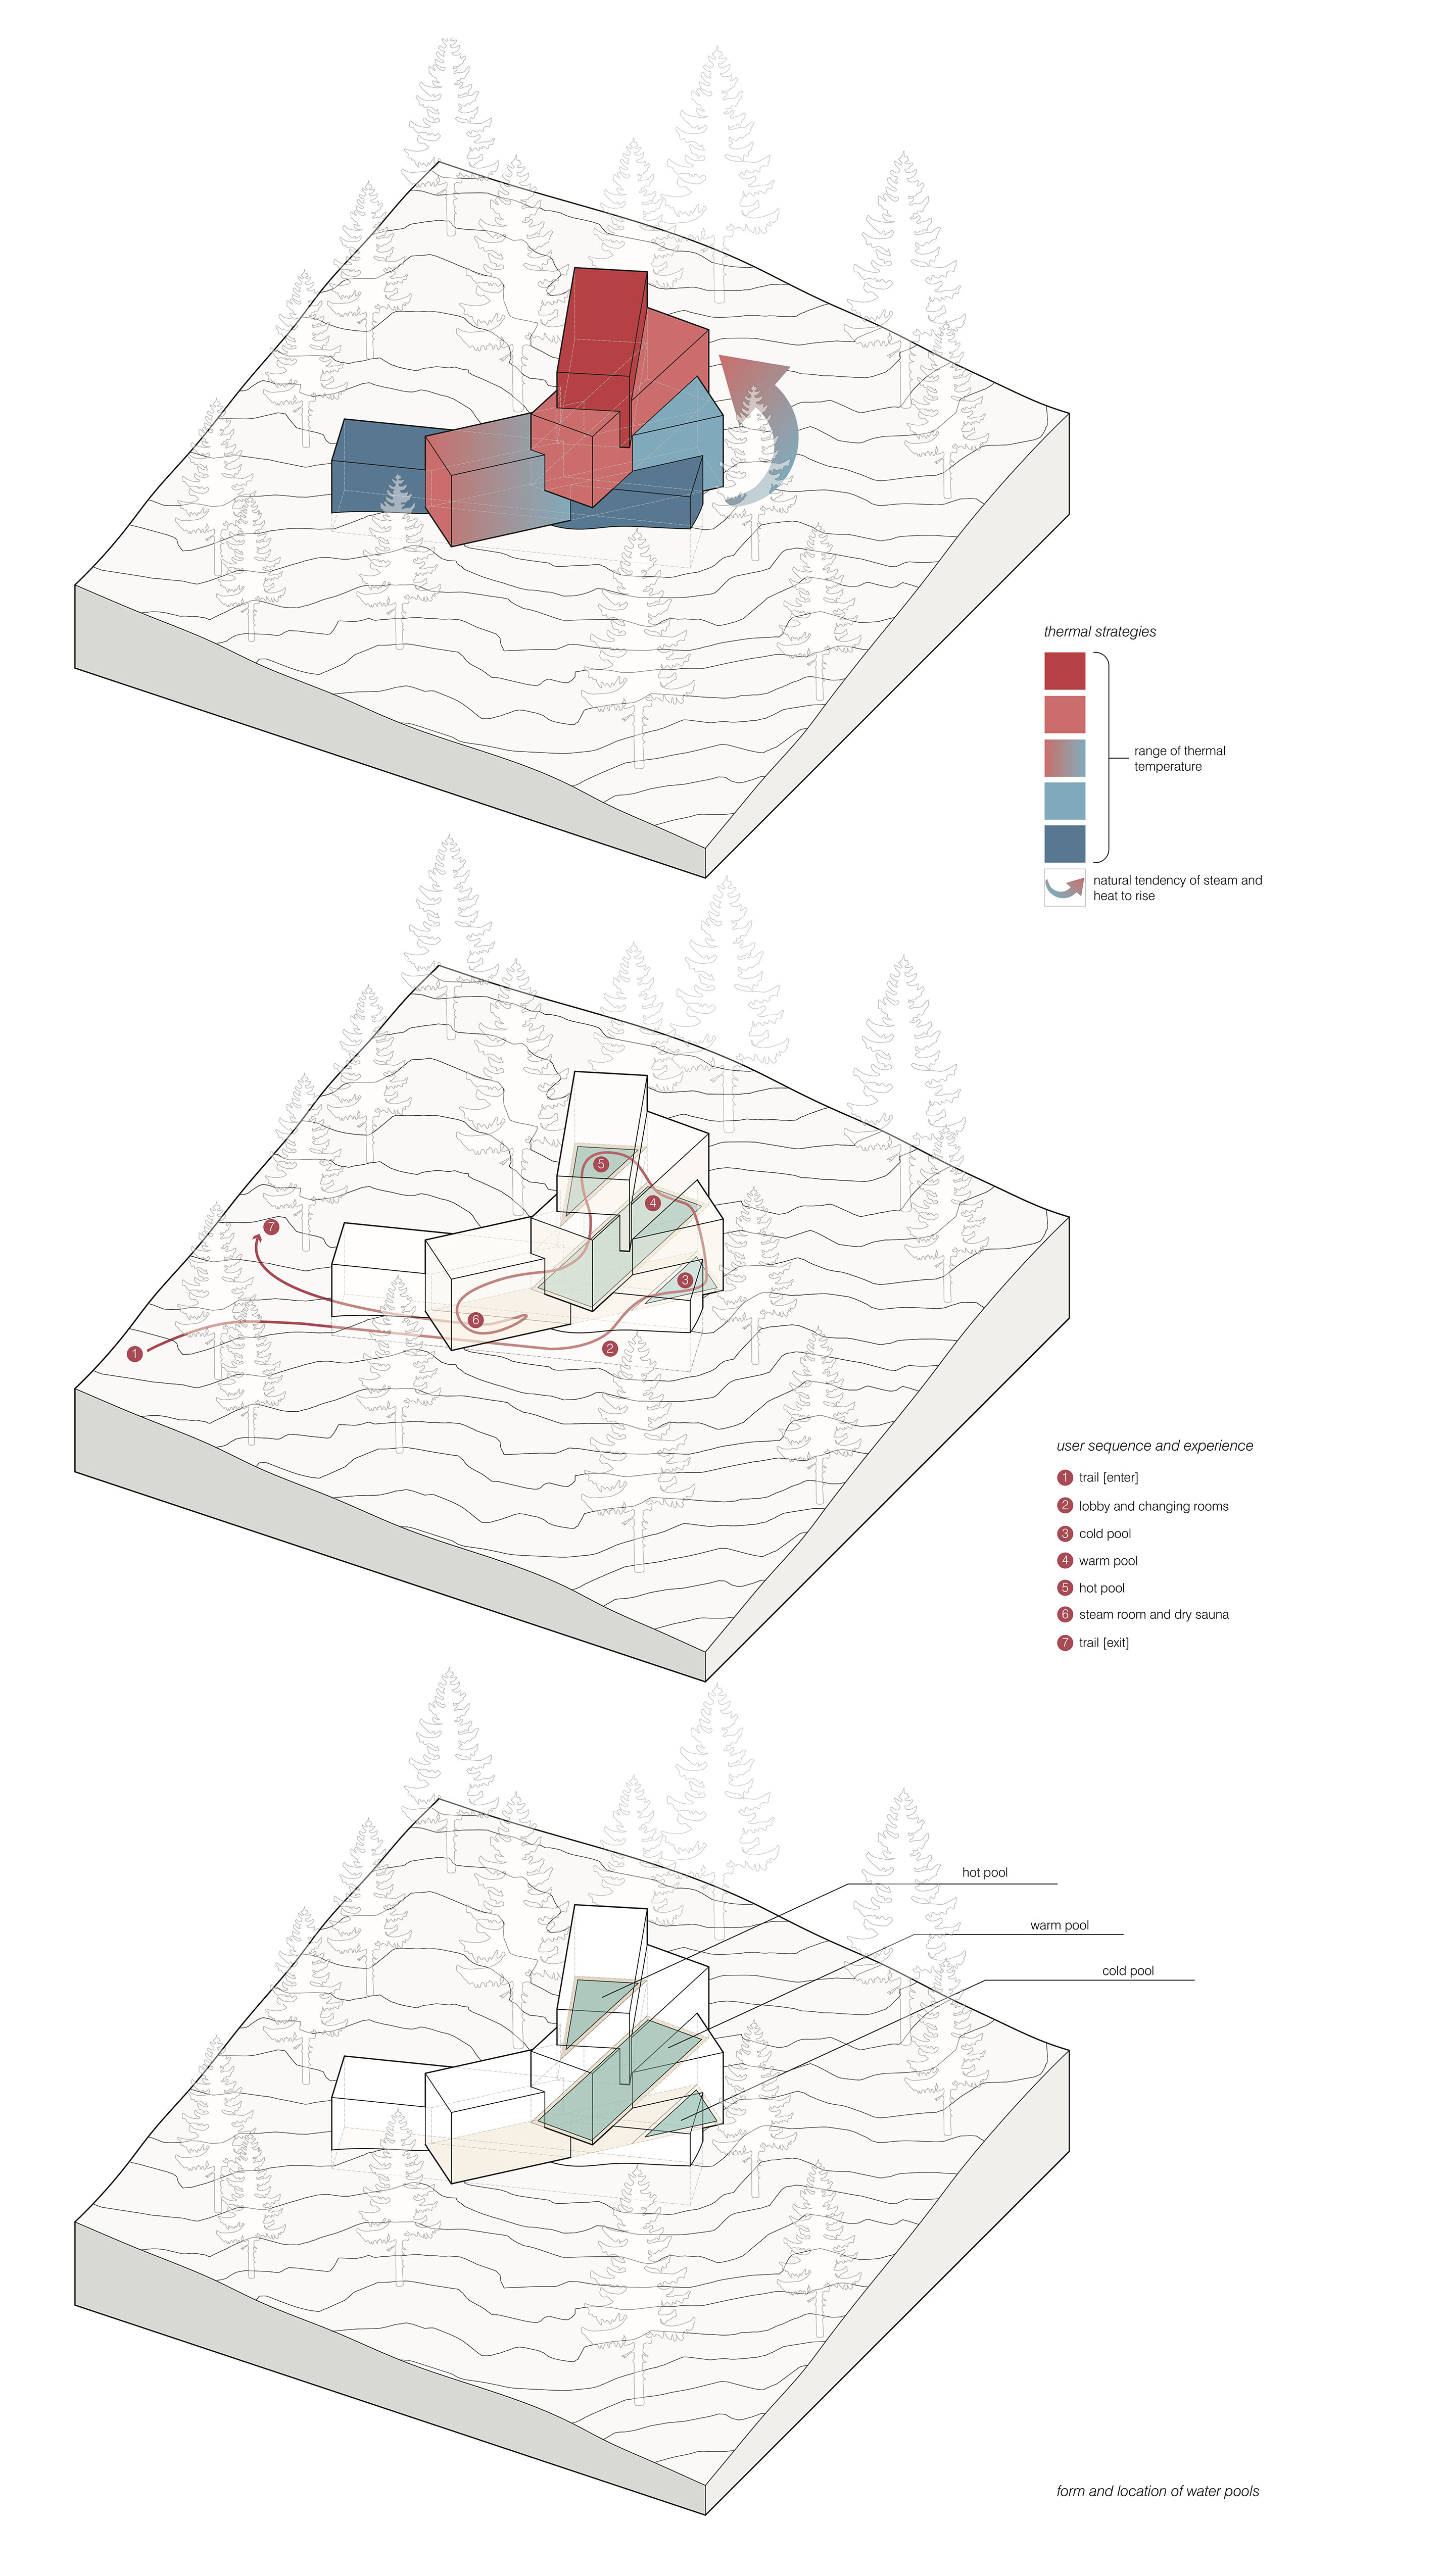 thermal strategies
range of thermal
temperature
natural tendency of steam and
heat to rise
5
4
7
3
6
1
2
user sequence and experience
1 trail [enter]
2 lobby and changing rooms
3 cold pool
4 warm pool
5 hot pool
6 steam room and dry sauna
7 trail [exit]
hot pool
warm pool
cold pool
form and location of water pools